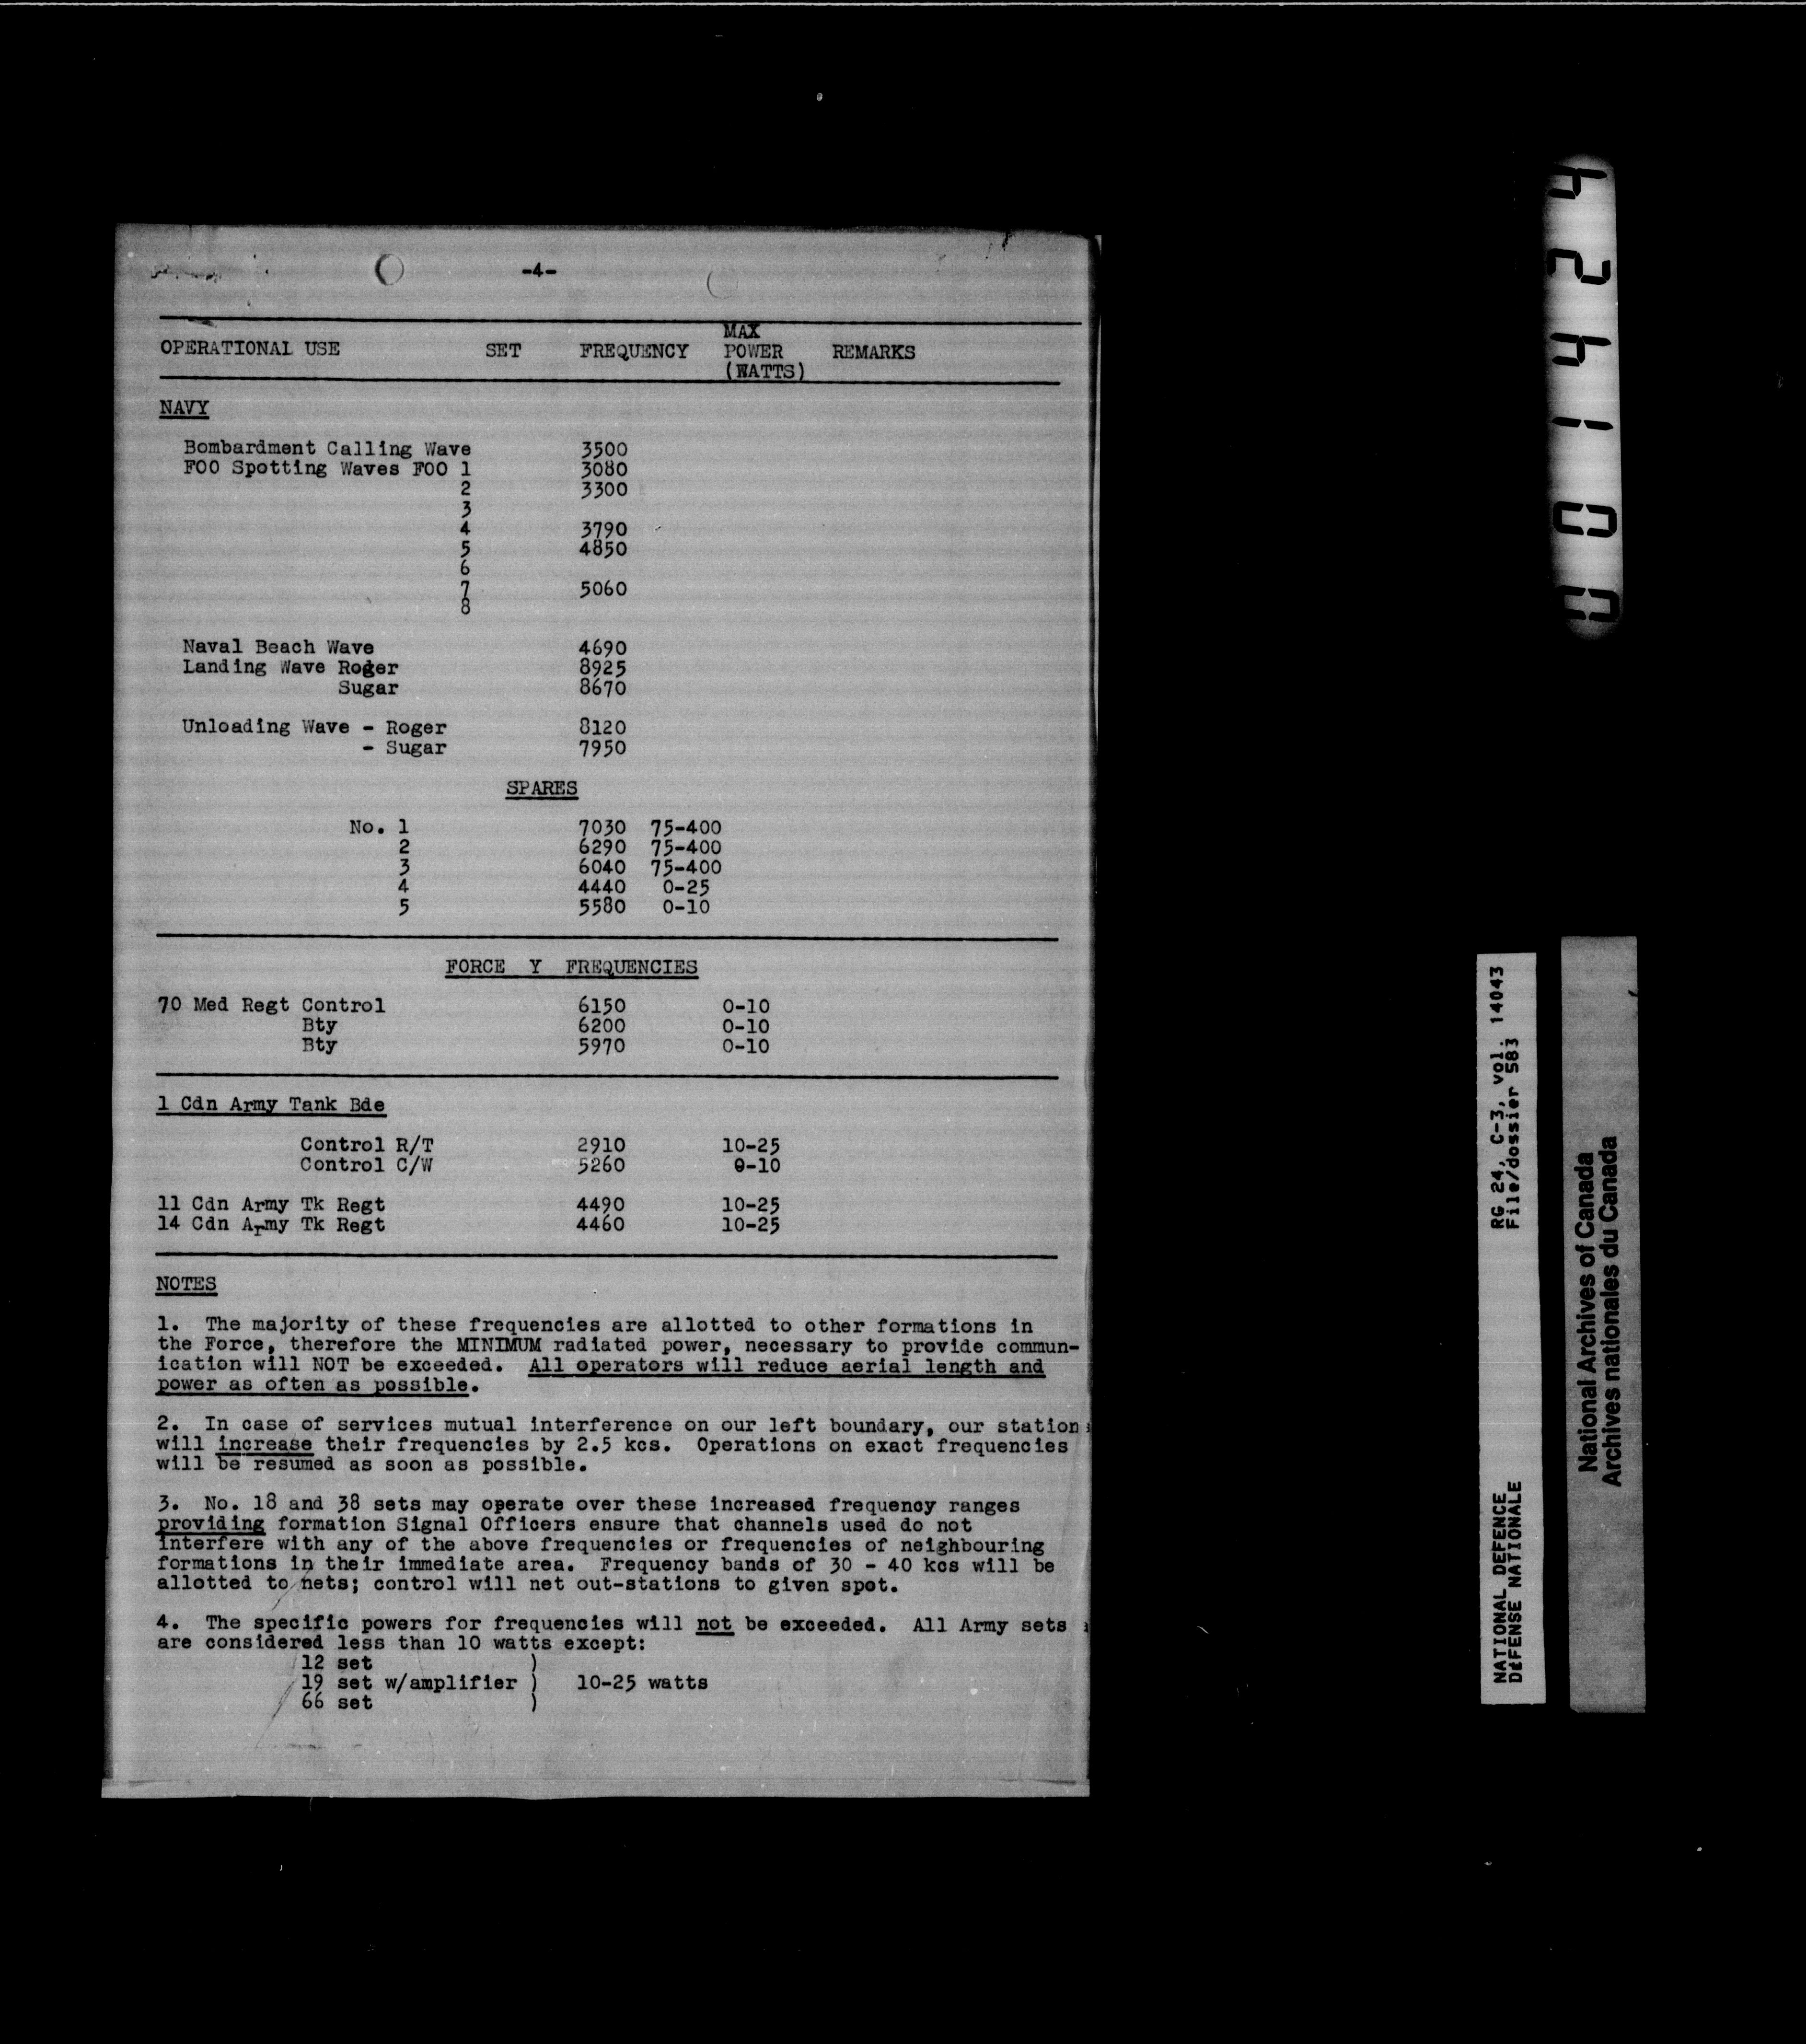 -4-
OPERATIONAL USE SET FREQUENCY MAX POWER (WATTS) REMARKS
NAVY
Bombardment Calling Wave 3500
FOO Spotting Waves FOO 1 3080
2 3300
3
4 3790
5 4850
6
7 5060
8
Naval Beach Wave 4690
Landing Wave Roger 8925
Sugar 8670
Unloading Wave - Roger 8120
- Sugar 7950
SPARES
No. 1 7030 75-400
2 6290 75-400
3 6040 75-400
4 4440 0-25
5 5580 0-10
FORCE Y FREQUENCIES
70 Med Regt Control 6150 0-10
Bty 6200 0-10
Bty 5970 0-10
1 Cdn Army Tank Bde
Control R/T 2910 10-25
Control C/W 5260 0-10
11 Cdn Army Tk Regt 4490 10-25
14 Cdn Army Tk Regt 4460 10-25
NOTES
1. The majority of these frequencies are allotted to other formations in
the Force, therefore the MINIMUM radiated power, necessary to provide commun-
ication will NOT be exceeded. All operators will reduce aerial length and
power as often as possible.
2. In case of services mutual interference on our left boundary, our stations
will increase their frequencies by 2.5 kcs. Operations on exact frequencies
will be resumed as soon as possible.
3. No. 18 and 38 sets may operate over these increased frequency ranges
providing formation Signal Officers ensure that channels used do not
interfere with any of the above frequencies or frequencies of neighbouring
formations in their immediate area. Frequency bands of 30 - 40 kcs will be
allotted to nets; control will net out-stations to given spot.
4. The specific powers for frequencies will not be exceeded. All Army sets
are considered less than 10 watts except:
12 set )
19 set w/amplifier ) 10-25 watts
66 set )
424100
RG 24, C-3, vol. 14043
File/dossier 583
NATIONAL DEFENCE
DÉFENSE NATIONALE
National Archives of Canada
Archives nationales du Canada